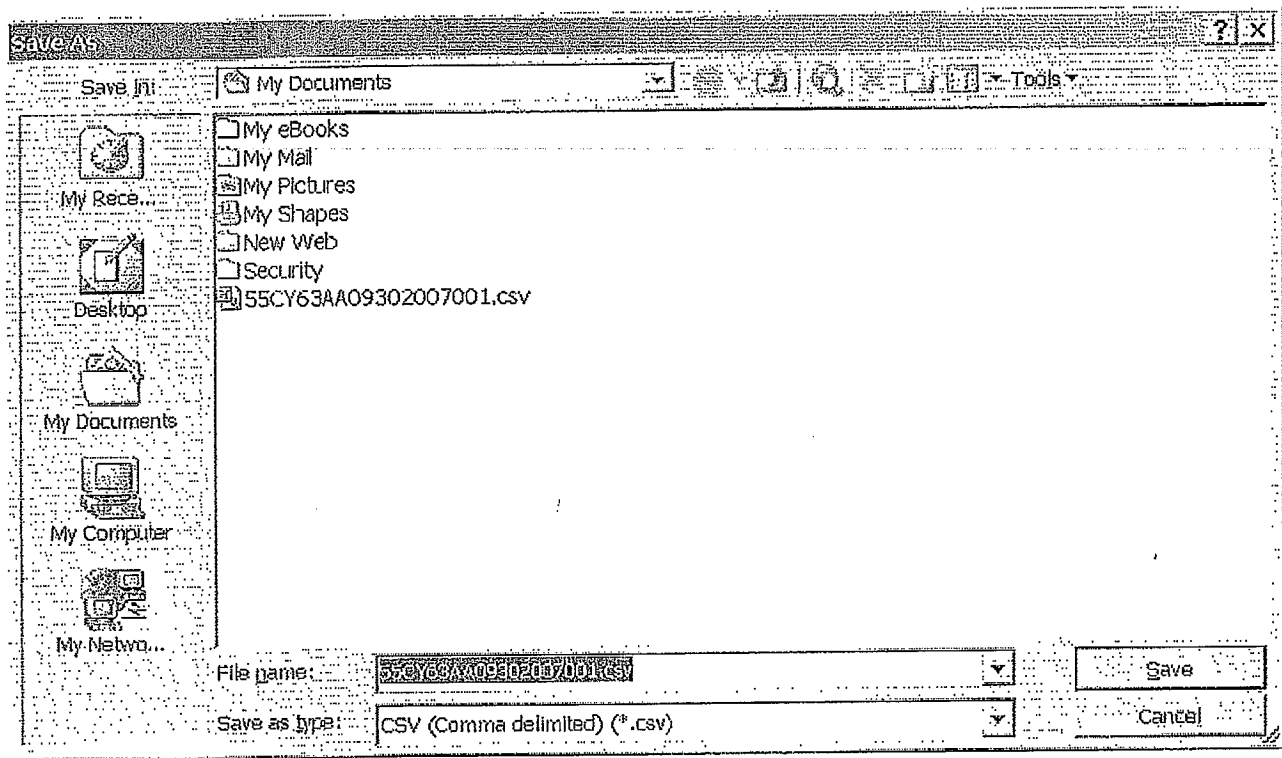 Save As
Save in: My Documents Tools
My eBooks
My Mail
My Pictures
My Shapes
New Web
Security
55CY63AA09302007001.csv
My Rece...
Desktop
My Documents
My Computer
My Netwo...
File name: 55CY63AA09302007001.csv Save
Save as type: CSV (Comma delimited) (*.csv) Cancel